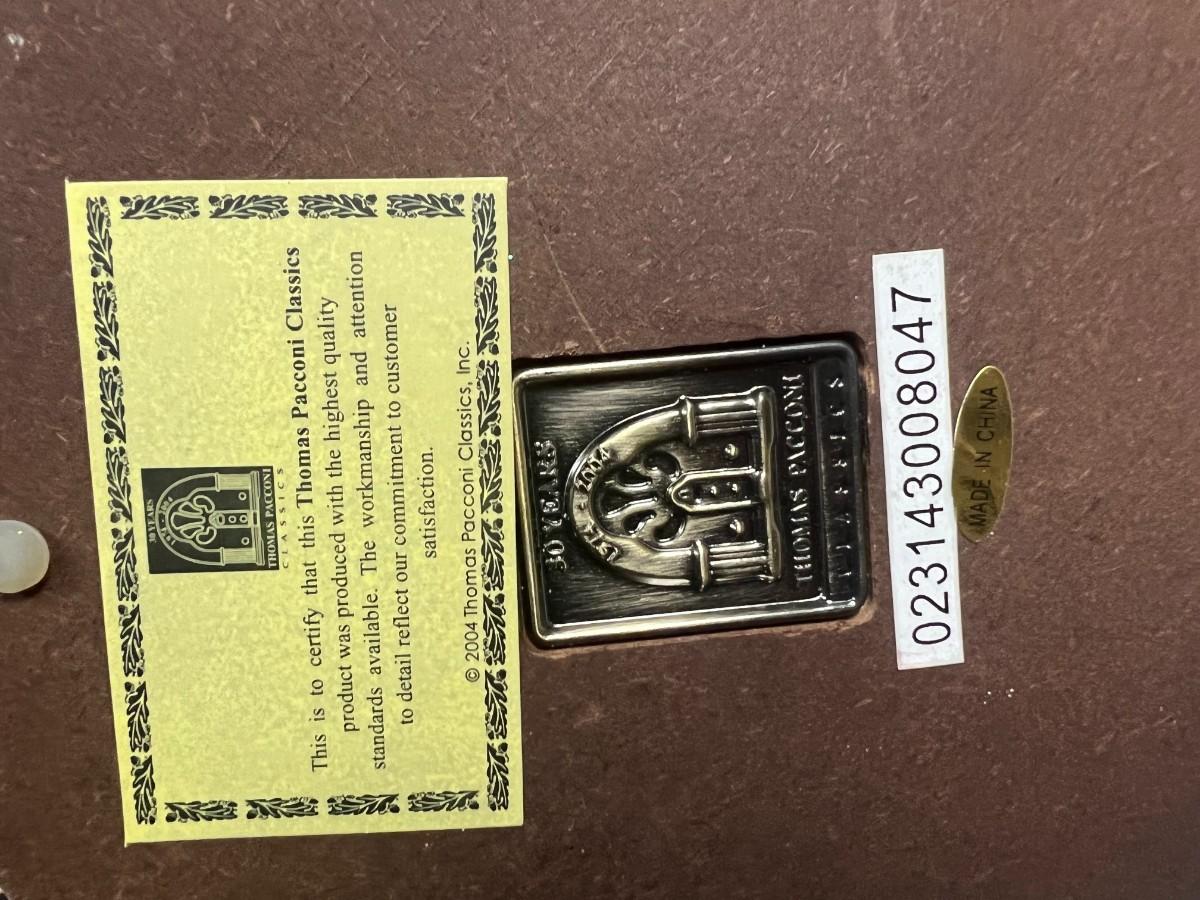 30 YEARS
1974 - 2004
THOMAS PACCONI
CLASSICS
This is to certify that this Thomas Pacconi Classics
product was produced with the highest quality
standards available. The workmanship and attention
to detail reflect our commitment to customer
satisfaction.
© 2004 Thomas Pacconi Classics, Inc.
30 YEARS
2004
THOMAS PACCONI
CLASSICS
023143008047
MADE IN CHINA